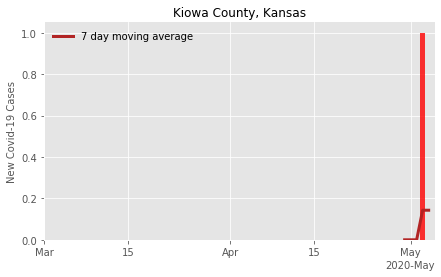 Kiowa County, Kansas
7 day moving average
New Covid-19 Cases
1.0
0.8
0.6
0.4
0.2
0.0
Mar
15
Apr
15
May
2020-May